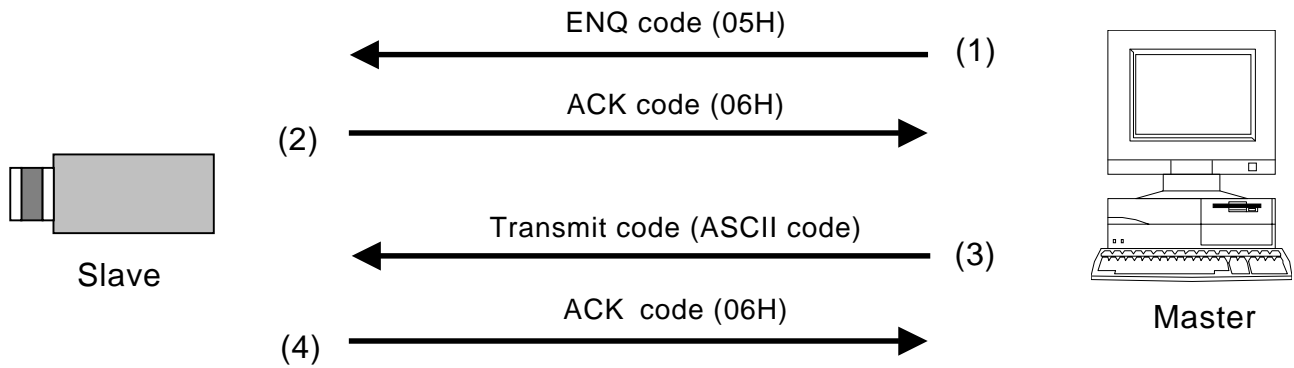 ENQ code (05H)
(1)
ACK code (06H)
(2)
Transmit code (ASCII code)
(3)
Slave
ACK code (06H)
Master
(4)